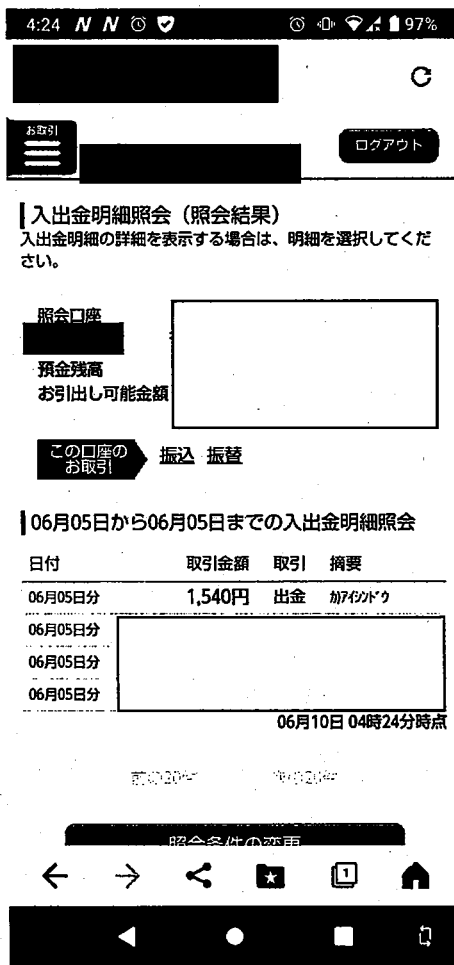 4:24 N N 97%
お取引
ログアウト
入出金明細照会（照会結果）
入出金明細の詳細を表示する場合は、明細を選択してくだ
さい。
照会口座
預金残高
お引出し可能金額
この口座の
お取引
振込 振替
06月05日から06月05日までの入出金明細照会
日付 取引金額 取引 摘要
06月05日分 1,540円 出金 ｶ)ｱｲｼﾝﾄﾞｳ
06月05日分
06月05日分
06月05日分
06月10日 04時24分時点
照会条件の変更
1